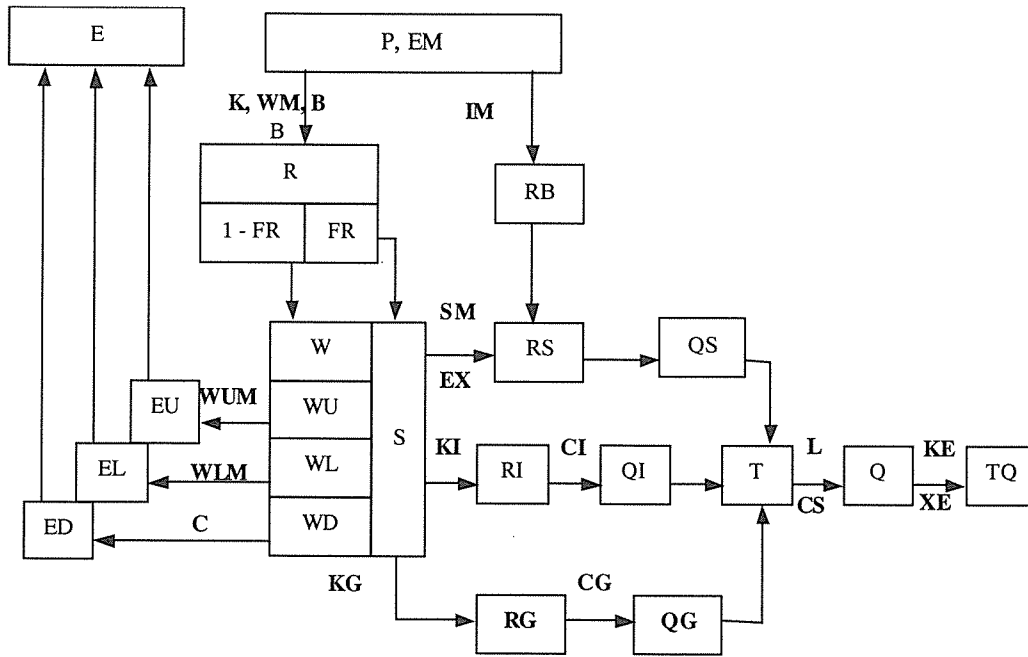 E
P, EM
K, WM, B
B
IM
R
RB
1 - FR
FR
SM
W
RS
QS
EX
WUM
EU
WU
S
KI
CI
L
KE
EL
WLM
WL
RI
QI
T
Q
TQ
CS
XE
ED
C
WD
KG
CG
RG
QG